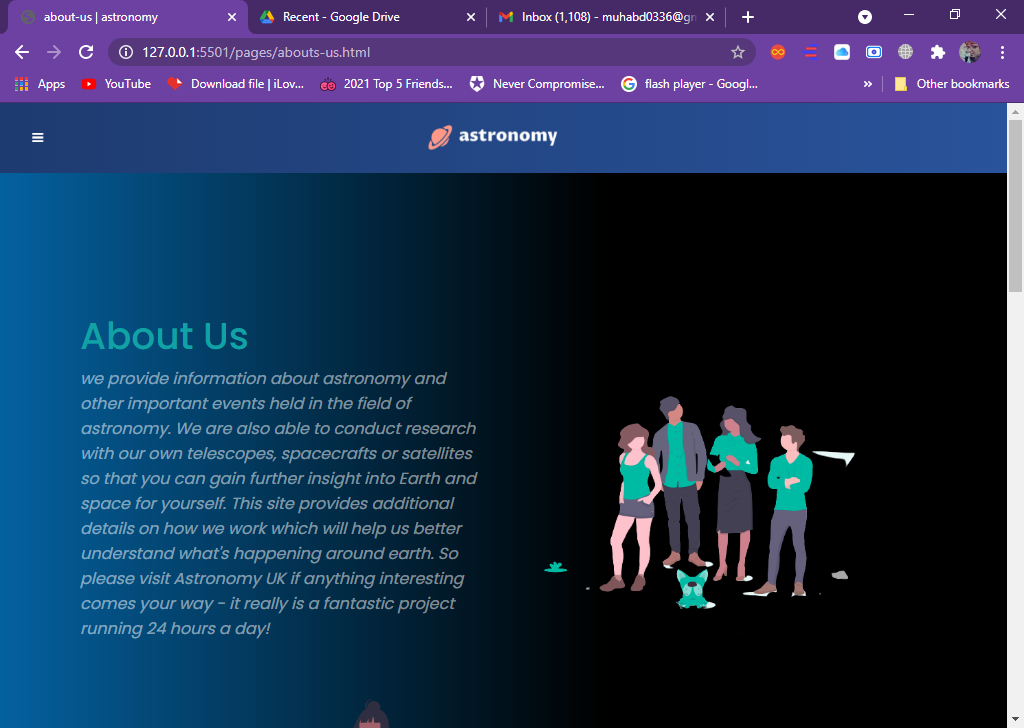 about-us | astronomy
Recent - Google Drive
Inbox (1,108) - muhabd0336@gm
127.0.0.1:5501/pages/abouts-us.html
Apps
YouTube
Download file | iLov...
2021 Top 5 Friends...
Never Compromise...
flash player - Googl...
»
Other bookmarks
astronomy
About Us
we provide information about astronomy and
other important events held in the field of
astronomy. We are also able to conduct research
with our own telescopes, spacecrafts or satellites
so that you can gain further insight into Earth and
space for yourself. This site provides additional
details on how we work which will help us better
understand what's happening around earth. So
please visit Astronomy UK if anything interesting
comes your way - it really is a fantastic project
running 24 hours a day!